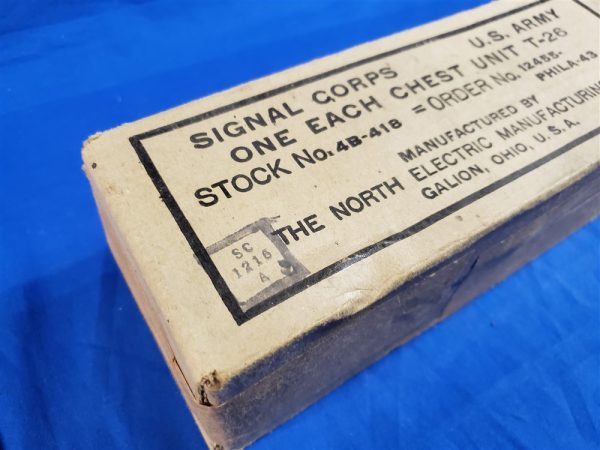 SIGNAL CORPS U.S. ARMY
ONE EACH CHEST UNIT T-26
STOCK No. 4B-418 = ORDER No. 12455-
PHILA-43
MANUFACTURED BY
THE NORTH ELECTRIC MANUFACTURING
GALION, OHIO, U.S.A.
SC
1216
A